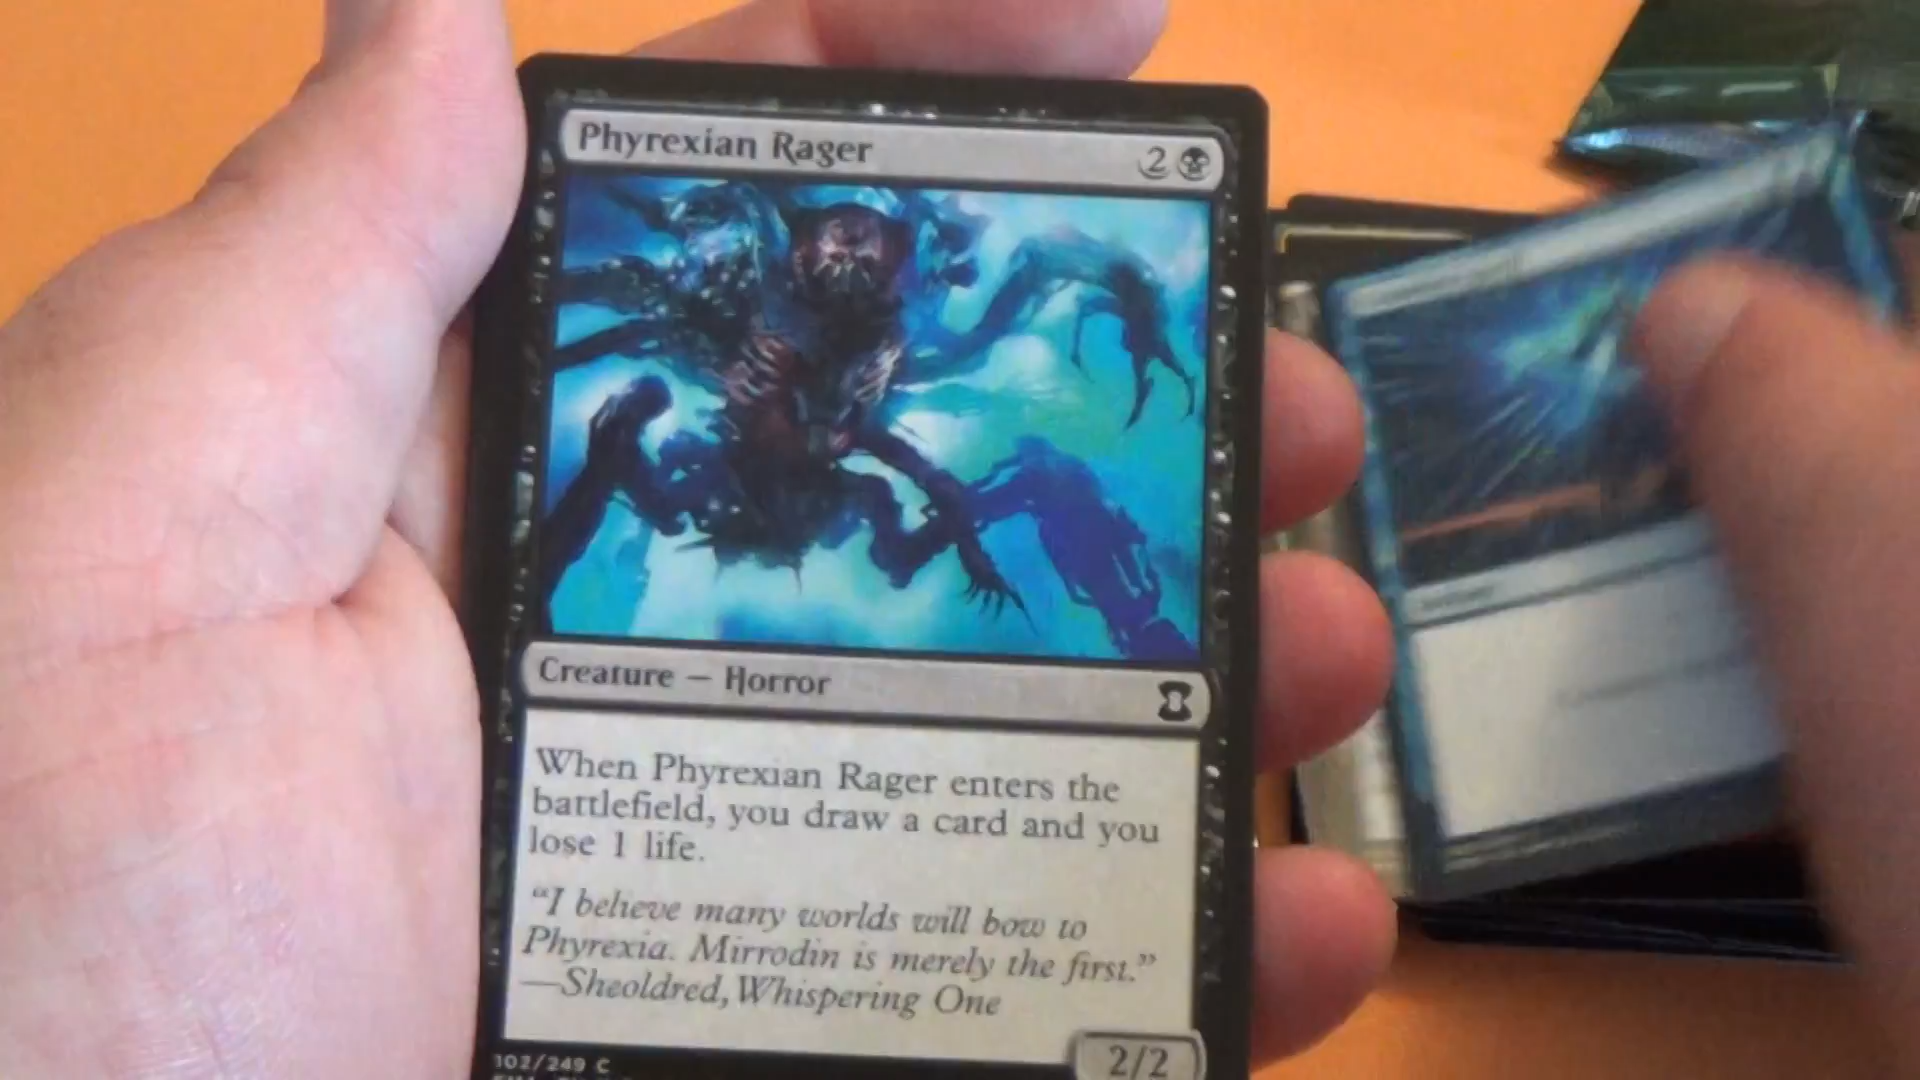 Phyrexian Rager 2
Creature — Horror
When Phyrexian Rager enters the
battlefield, you draw a card and you
lose 1 life.
“I believe many worlds will bow to
Phyrexia. Mirrodin is merely the first.”
—Sheoldred, Whispering One
102/249 C
2/2